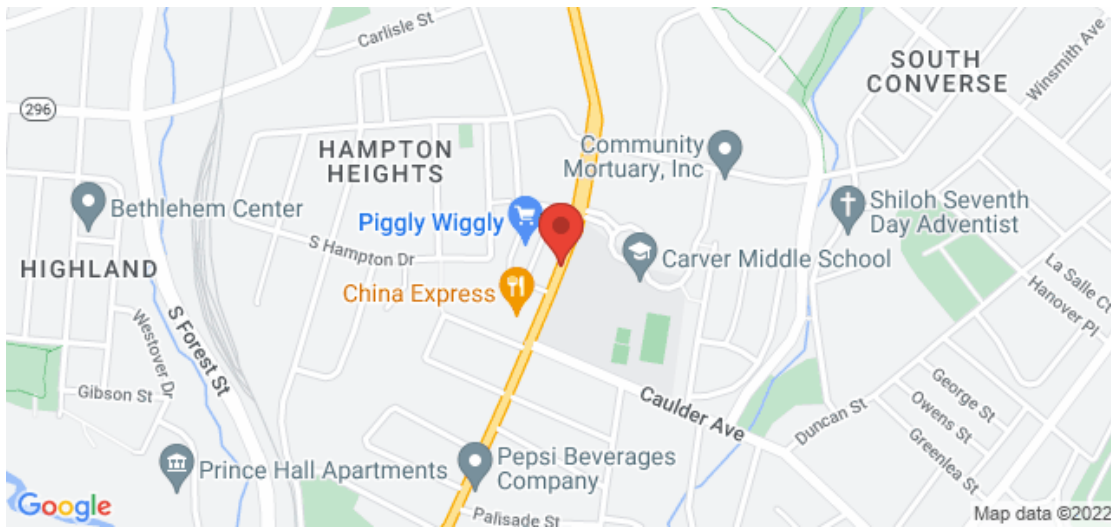 Carlisle St
SOUTH
CONVERSE
Winsmith Ave
296
HAMPTON
HEIGHTS
Community
Mortuary, Inc
Bethlehem Center
Piggly Wiggly
Shiloh Seventh
Day Adventist
S Hampton Dr
Carver Middle School
HIGHLAND
China Express
La Salle Ct
Hanover Pl
Westover Dr
S Forest St
Gibson St
Caulder Ave
George St
Owens St
Greenlea St
Duncan St
Prince Hall Apartments
Pepsi Beverages
Company
Google
Palisade St
Map data ©2022